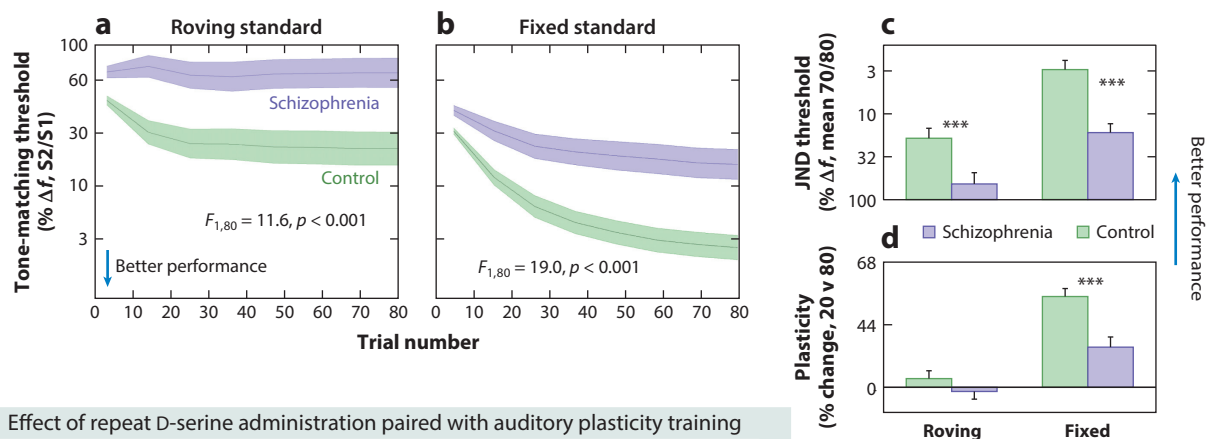 a
Roving standard
Tone-matching threshold
(% Δf, S2/S1)
100
60
30
10
3
Schizophrenia
Control
F1,80 = 11.6, p < 0.001
Better performance
0 10 20 30 40 50 60 70 80
b
Fixed standard
F1,80 = 19.0, p < 0.001
0 10 20 30 40 50 60 70 80
Trial number
c
JND threshold
(% Δf, mean 70/80)
3
10
32
100
***
***
Schizophrenia
Control
Better performance
d
Plasticity
(% change, 20 v 80)
68
44
0
***
Roving
Fixed
Effect of repeat D-serine administration paired with auditory plasticity training